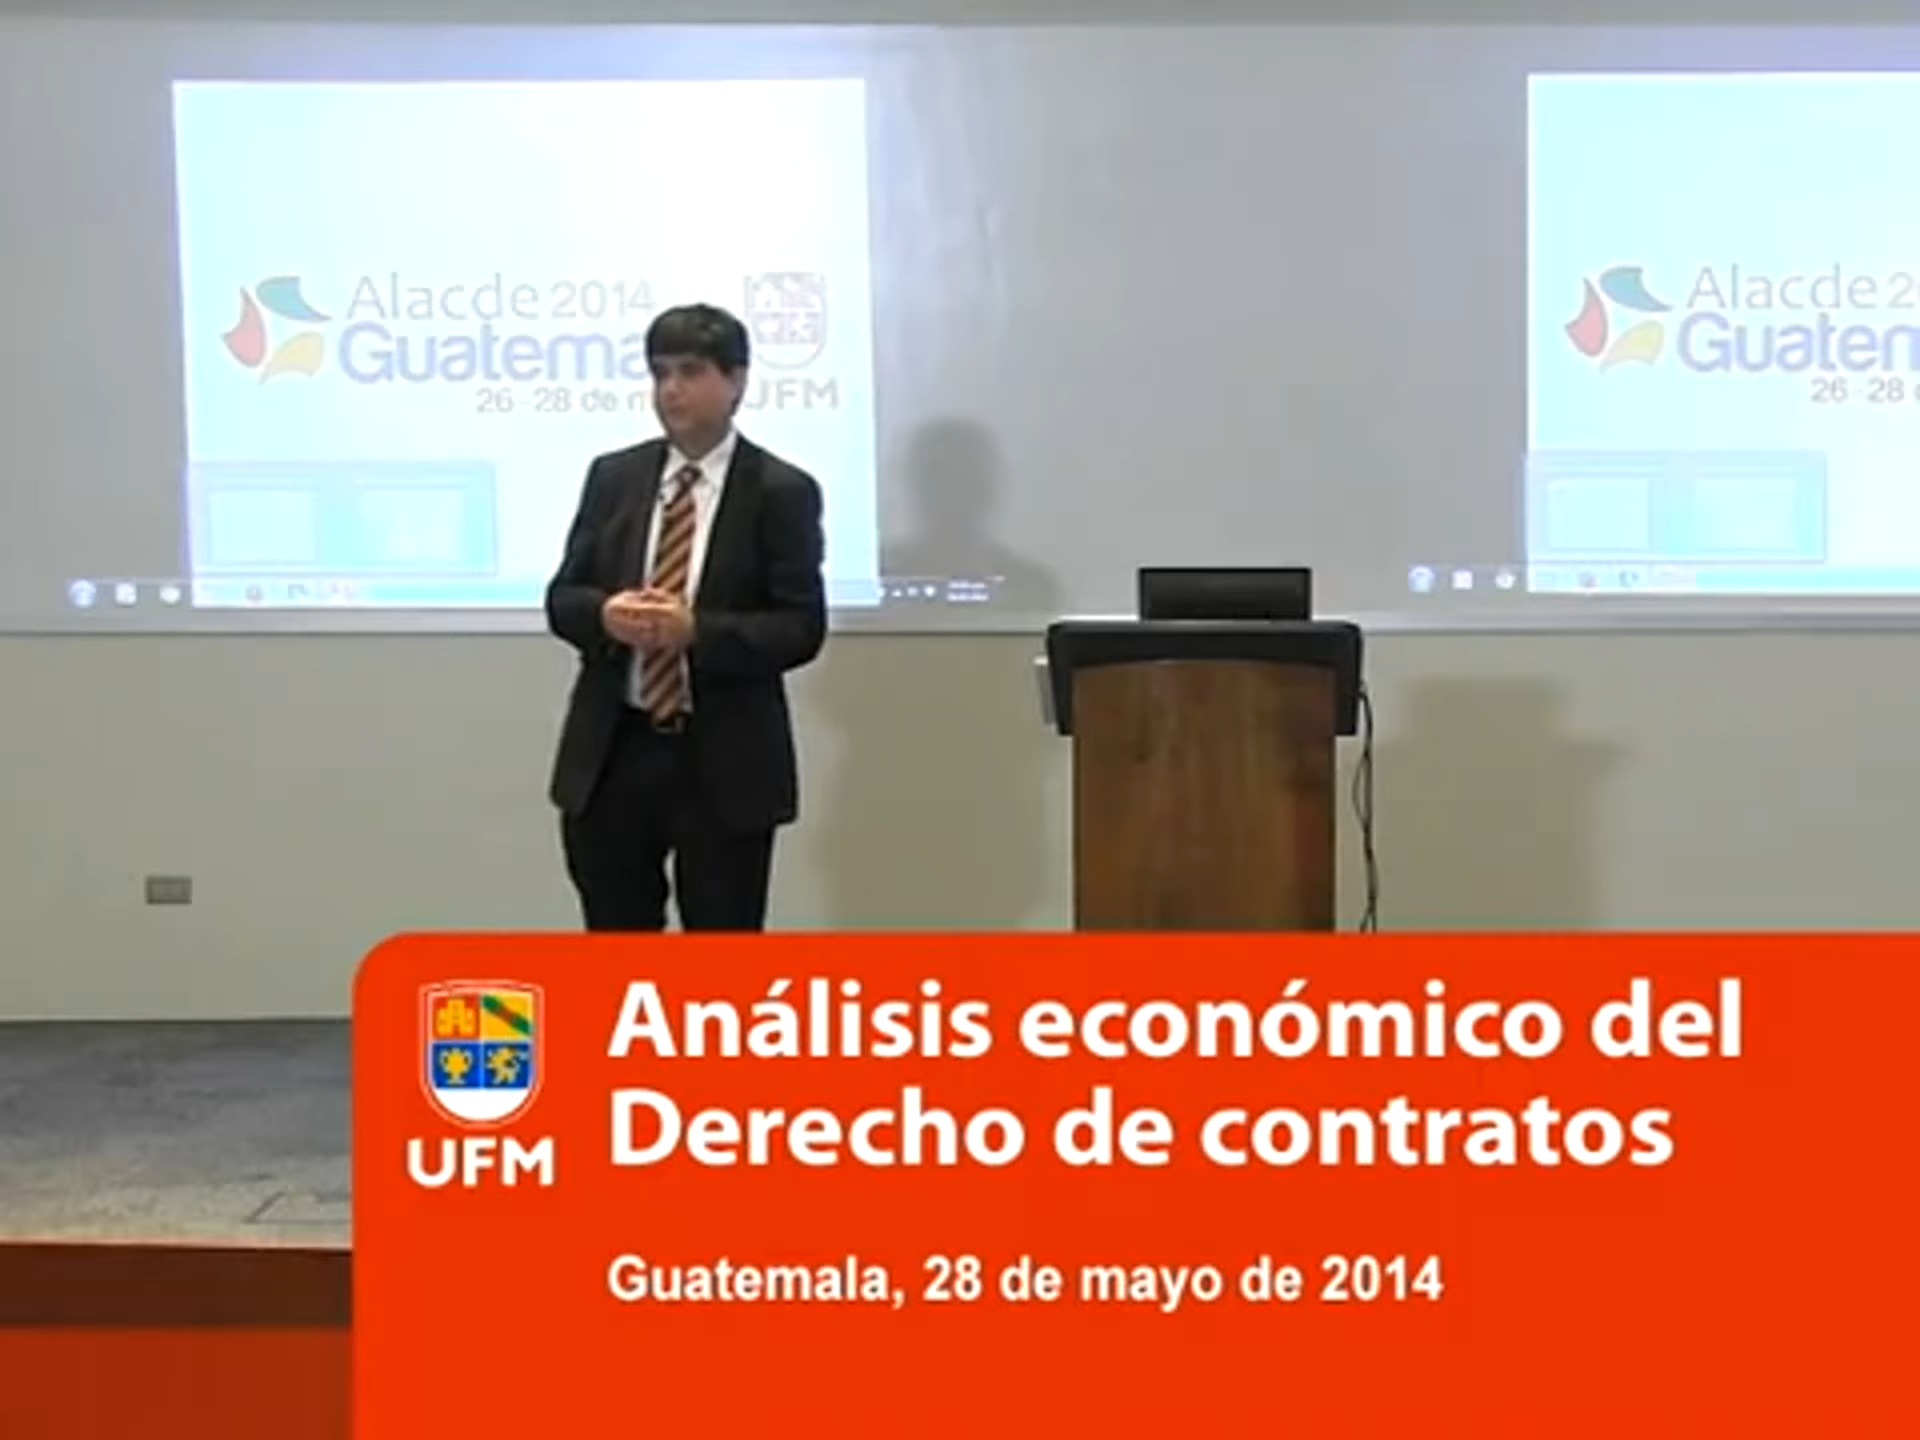 Alacde 2014
Guatema
26-28 de m
UFM
Alacde 2
Guatem
26-28
UFM
Análisis económico del
Derecho de contratos
Guatemala, 28 de mayo de 2014